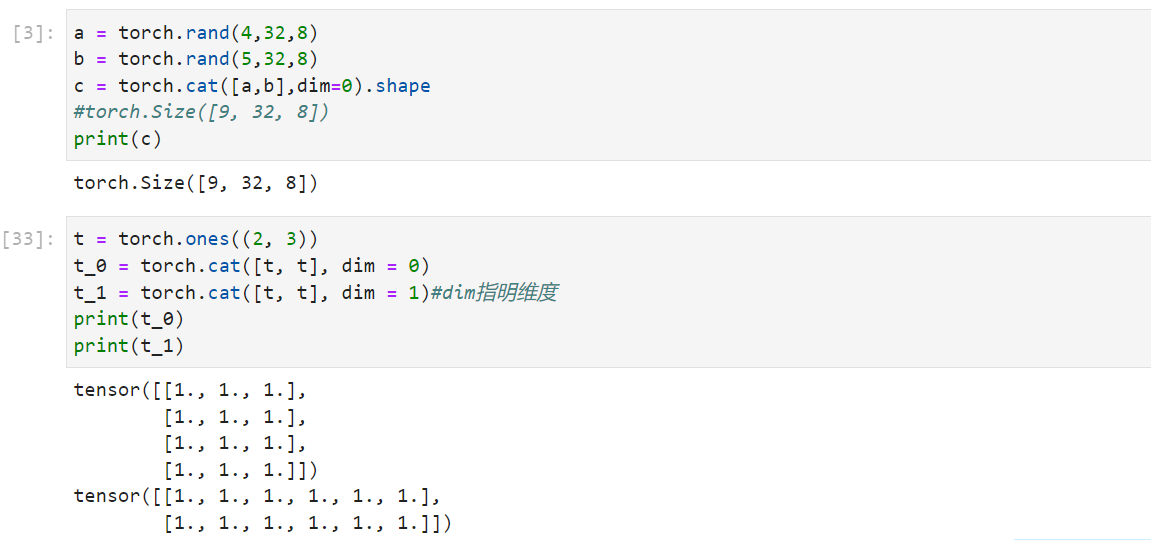 [3]:
a = torch.rand(4,32,8)
b = torch.rand(5,32,8)
c = torch.cat([a,b],dim=0).shape
#torch.Size([9, 32, 8])
print(c)
torch.Size([9, 32, 8])
[33]:
t = torch.ones((2, 3))
t_0 = torch.cat([t, t], dim = 0)
t_1 = torch.cat([t, t], dim = 1)#dim指明维度
print(t_0)
print(t_1)
tensor([[1., 1., 1.],
        [1., 1., 1.],
        [1., 1., 1.],
        [1., 1., 1.]])
tensor([[1., 1., 1., 1., 1., 1.],
        [1., 1., 1., 1., 1., 1.]])